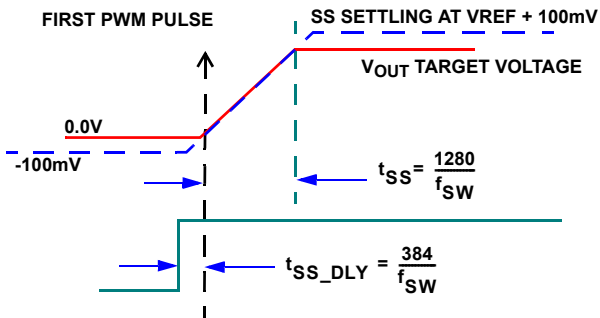 FIRST PWM PULSE
SS SETTLING AT VREF + 100mV
VOUT TARGET VOLTAGE
0.0V
-100mV
tSS= 1280
fSW
tSS_DLY = 384
fSW